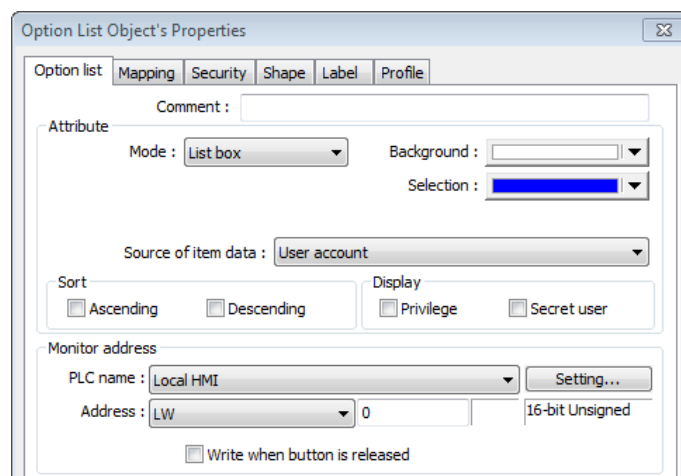 Option List Object's Properties
Option list Mapping Security Shape Label Profile
Comment :
Attribute
Mode : List box Background :
Selection :
Source of item data : User account
Sort Display
Ascending Descending Privilege Secret user
Monitor address
PLC name : Local HMI Setting...
Address : LW 0 16-bit Unsigned
Write when button is released